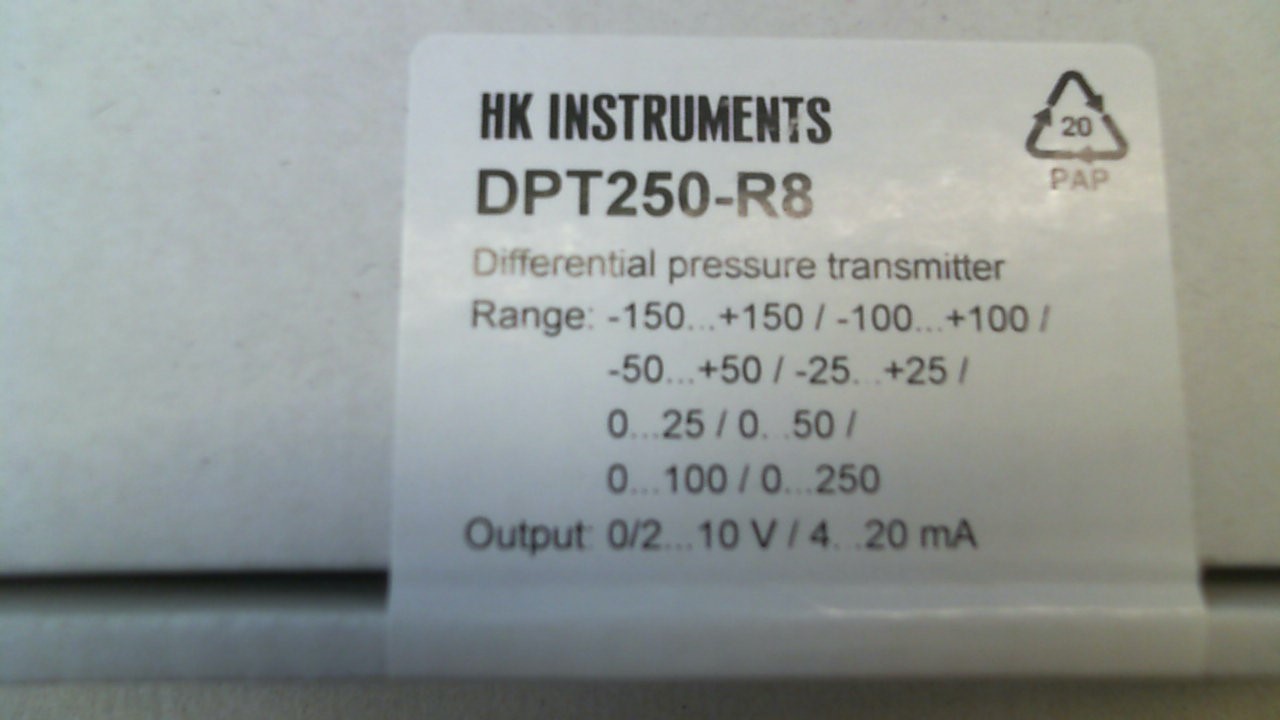 HK INSTRUMENTS
20
PAP
DPT250-R8
Differential pressure transmitter
Range: -150...+150 / -100...+100 /
-50...+50 / -25...+25 /
0...25 / 0...50 /
0...100 / 0...250
Output: 0/2...10 V / 4...20 mA